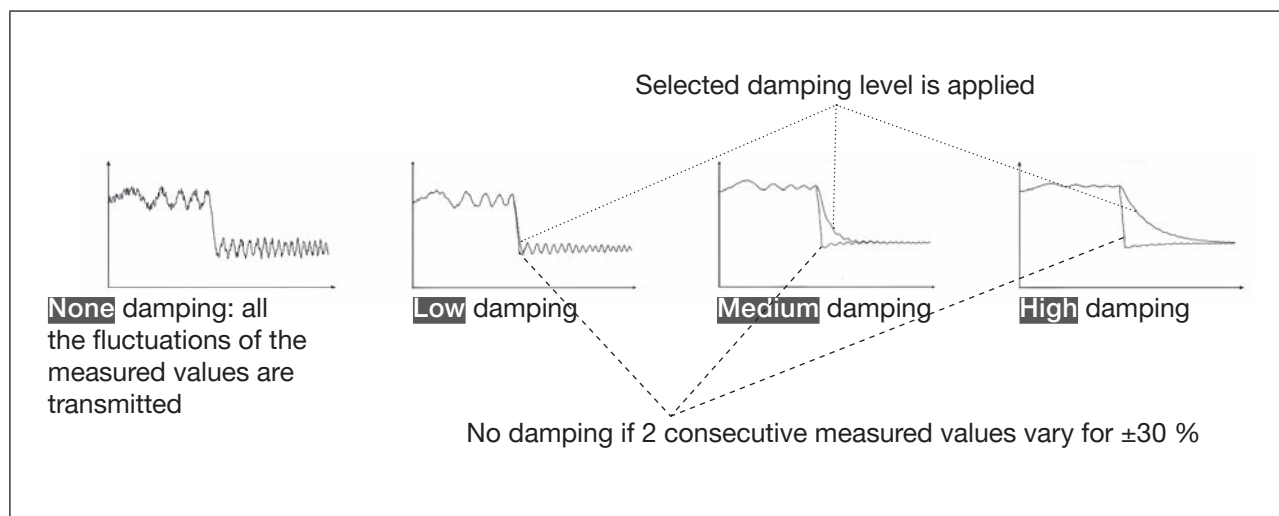 Selected damping level is applied
None damping: all
the fluctuations of the
measured values are
transmitted
Low damping
Medium damping
High damping
No damping if 2 consecutive measured values vary for ±30 %